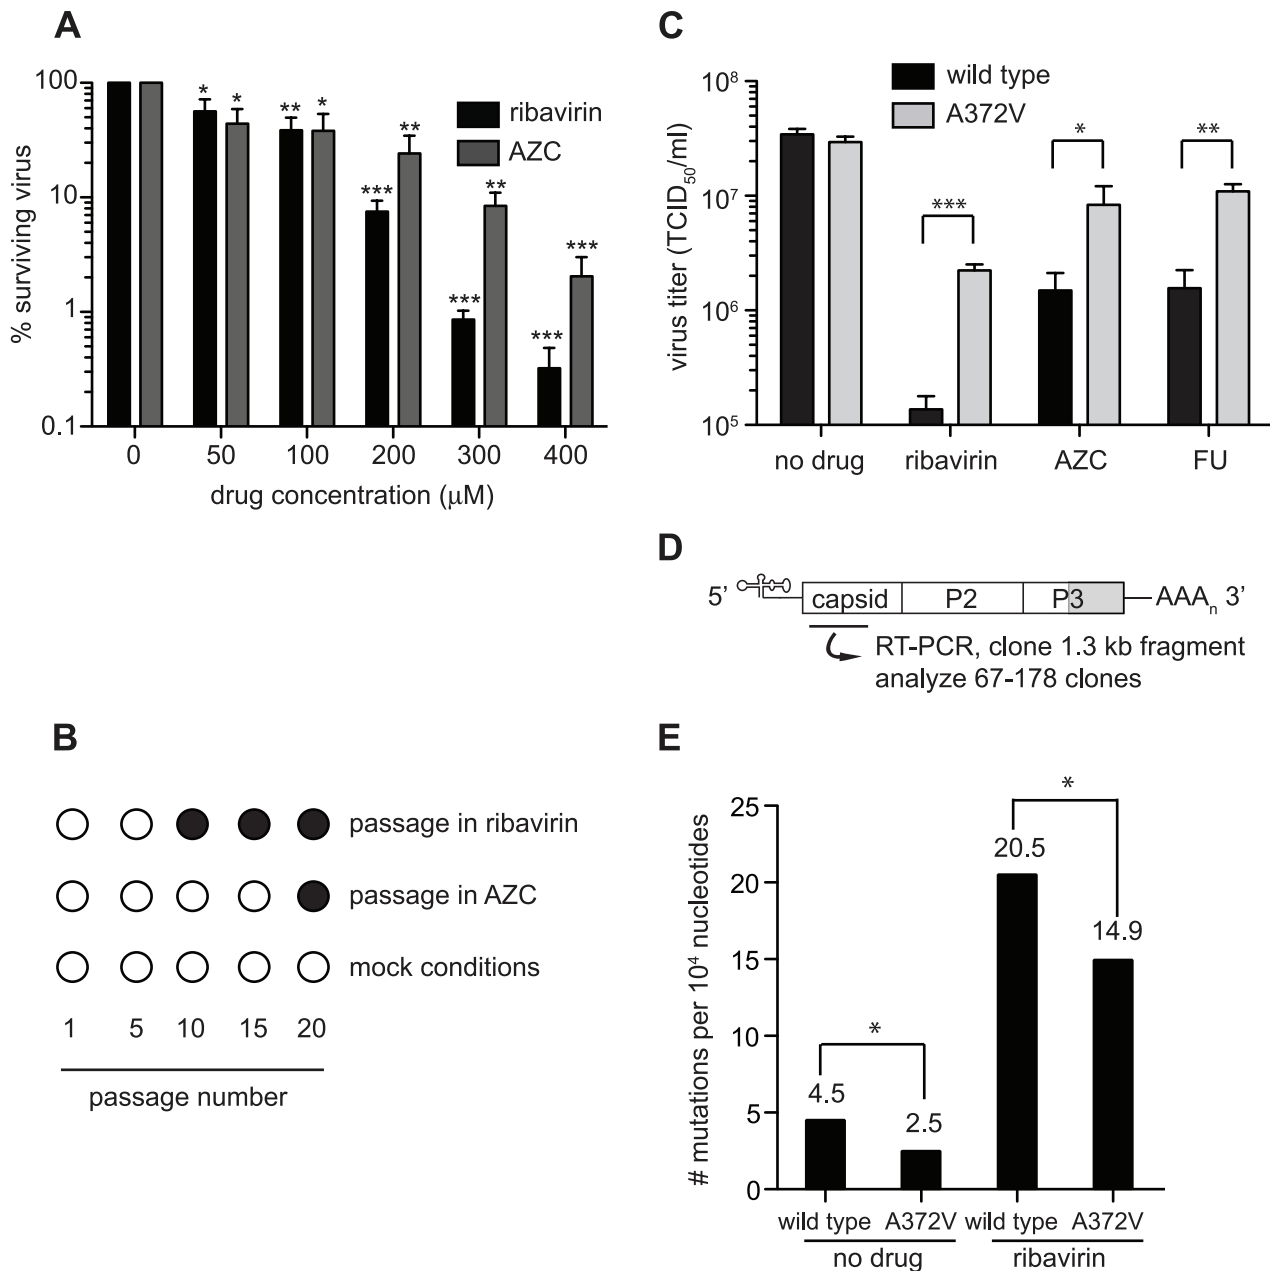 A
100
10
1
0.1
% surviving virus
* * ** * *** ** *** ** *** ***
ribavirin
AZC
0 50 100 200 300 400
drug concentration (μM)
B
passage in ribavirin
passage in AZC
mock conditions
1 5 10 15 20
passage number
C
wild type
A372V
10⁸
10⁷
10⁶
10⁵
virus titer (TCID₅₀/ml)
*** * **
no drug ribavirin AZC FU
D
5’ capsid P2 P3 AAAₙ 3’
RT-PCR, clone 1.3 kb fragment
analyze 67-178 clones
E
25
20
15
10
5
0
# mutations per 10⁴ nucleotides
*
20.5
14.9
*
4.5
2.5
wild type A372V wild type A372V
no drug ribavirin